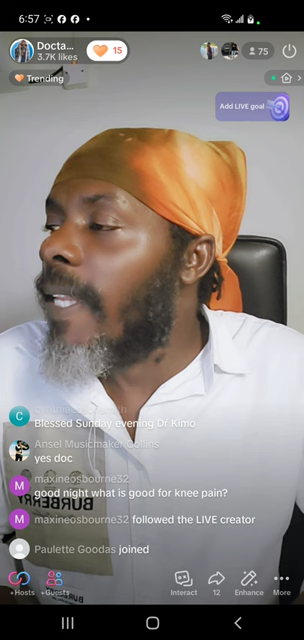 6:57
Docta...
3.7K likes
15
75
Trending
Add LIVE goal
C
Blessed Sunday evening Dr Kimo
Ansel MusicmakerCollins
yes doc
M
maxineosbourne32
good night what is good for knee pain?
M
maxineosbourne32 followed the LIVE creator
Paulette Goodas joined
BURBERRY
+Hosts
+Guests
Interact
12
Enhance
More